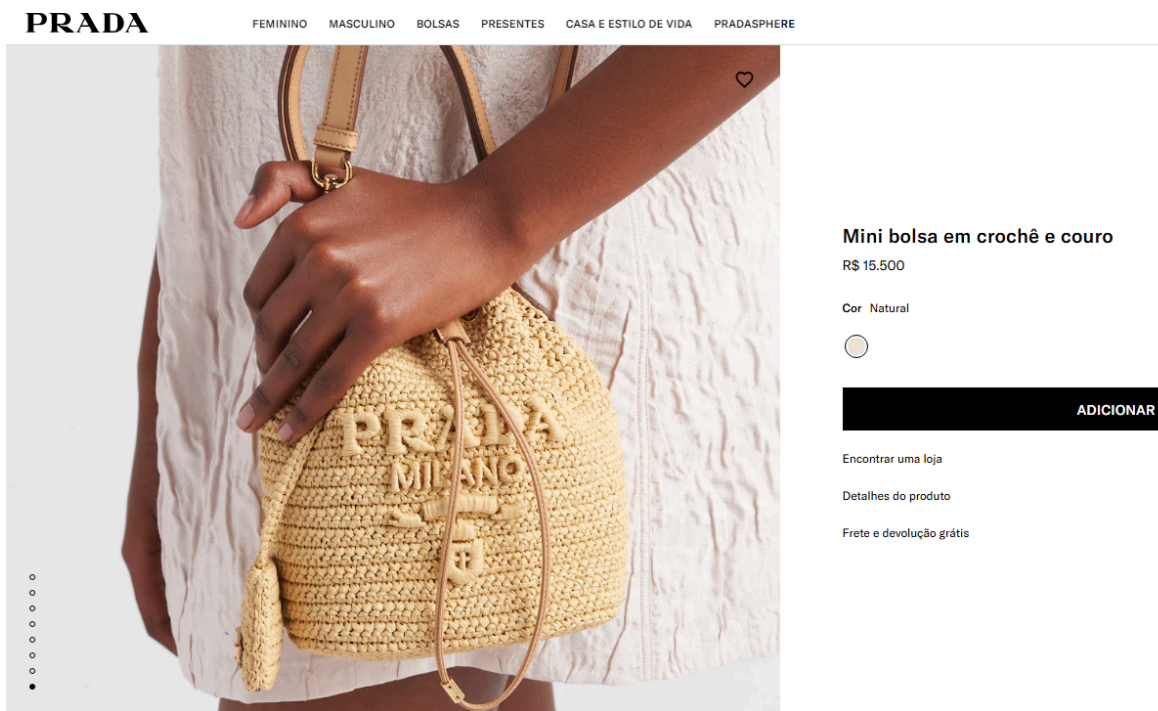 PRADA
FEMININO MASCULINO BOLSAS PRESENTES CASA E ESTILO DE VIDA PRADASPHERE
PRADA
MILANO
Mini bolsa em crochê e couro
R$ 15.500
Cor Natural
ADICIONAR
Encontrar uma loja
Detalhes do produto
Frete e devolução grátis